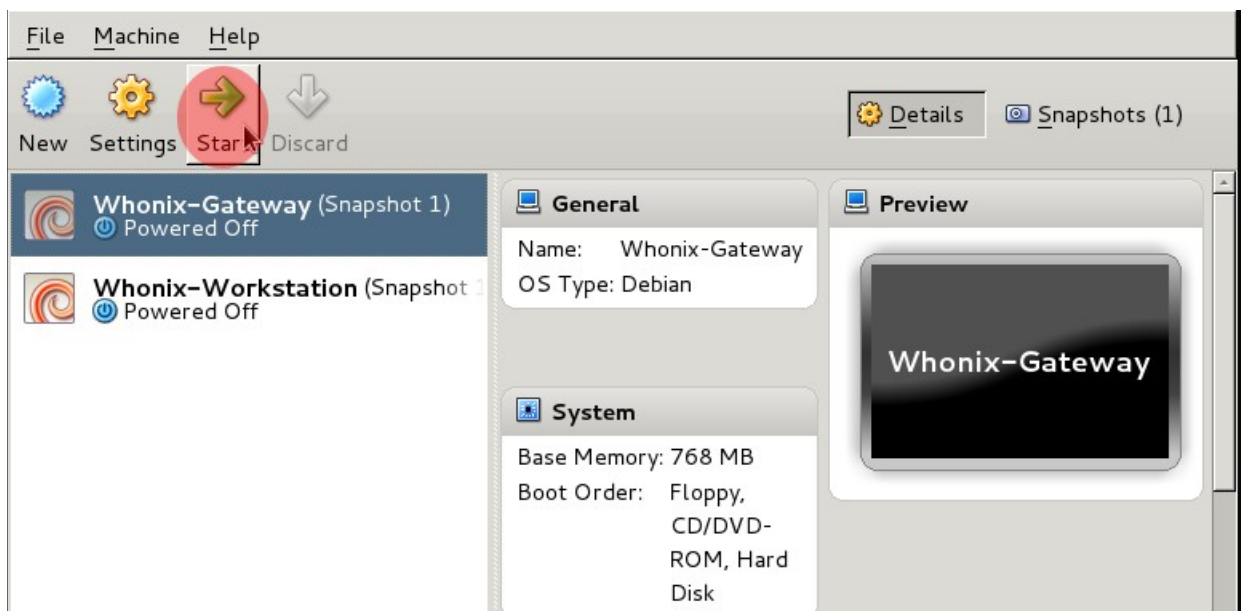 File Machine Help
New Settings Start Discard
Details Snapshots (1)
Whonix-Gateway (Snapshot 1)
Powered Off
Whonix-Workstation (Snapshot 1
Powered Off
General
Name: Whonix-Gateway
OS Type: Debian
System
Base Memory: 768 MB
Boot Order: Floppy,
CD/DVD-
ROM, Hard
Disk
Preview
Whonix-Gateway